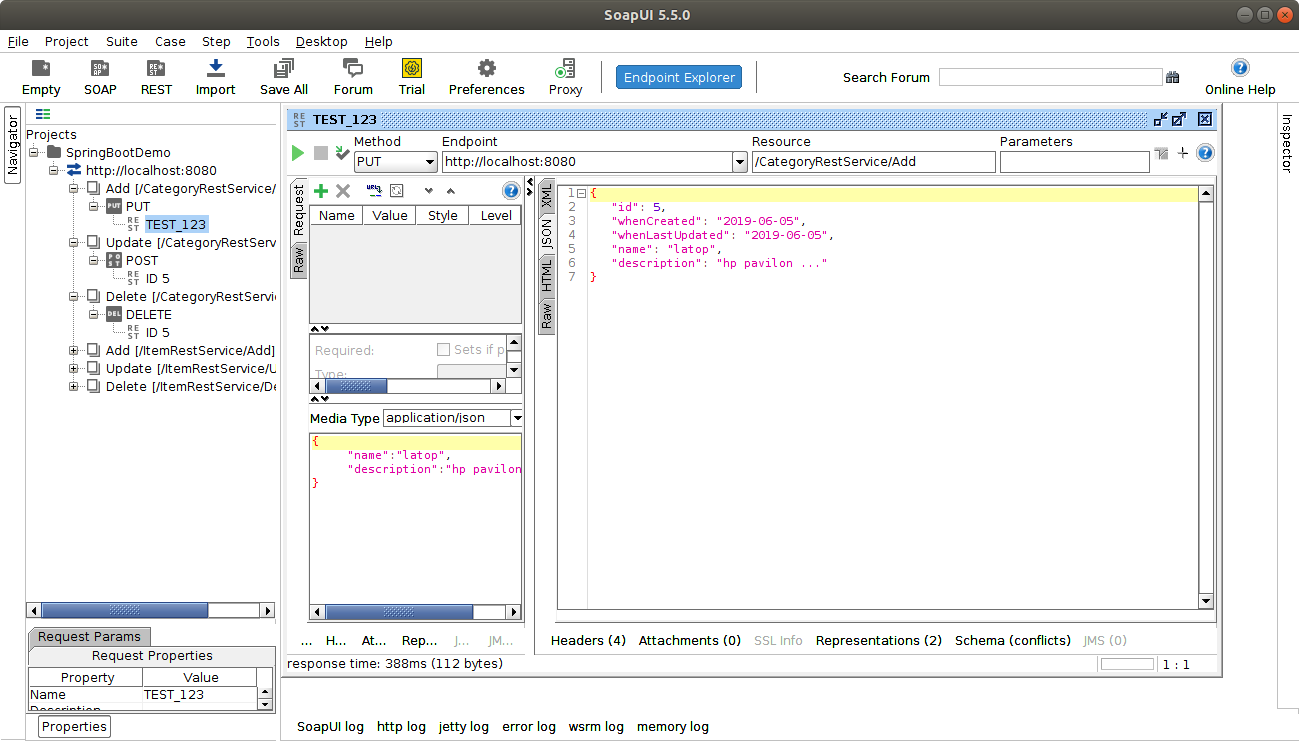 SoapUI 5.5.0
File Project Suite Case Step Tools Desktop Help
Empty SOAP REST Import Save All Forum Trial Preferences Proxy Endpoint Explorer Search Forum Online Help
Navigator
Projects
SpringBootDemo
http://localhost:8080
Add [/CategoryRestService/
PUT PUT
REST TEST_123
Update [/CategoryRestServ
POST POST
REST ID 5
Delete [/CategoryRestServi
DEL DELETE
REST ID 5
Add [/ItemRestService/Add]
Update [/ItemRestService/U
Delete [/ItemRestService/De
Request Params
Request Properties
Property Value
Name TEST_123
Description
Properties
REST TEST_123
Method Endpoint Resource Parameters
PUT http://localhost:8080 /CategoryRestService/Add
Request
Raw
Name Value Style Level
Required: Sets if p
Type:
Media Type application/json
{
"name":"latop",
"description":"hp pavilon
}
... H... At... Rep... J... JM...
XML
JSON
HTML
Raw
1 {
2 "id": 5,
3 "whenCreated": "2019-06-05",
4 "whenLastUpdated": "2019-06-05",
5 "name": "latop",
6 "description": "hp pavilon ..."
7 }
Headers (4) Attachments (0) SSL Info Representations (2) Schema (conflicts) JMS (0)
response time: 388ms (112 bytes) 1 : 1
Inspector
SoapUI log http log jetty log error log wsrm log memory log